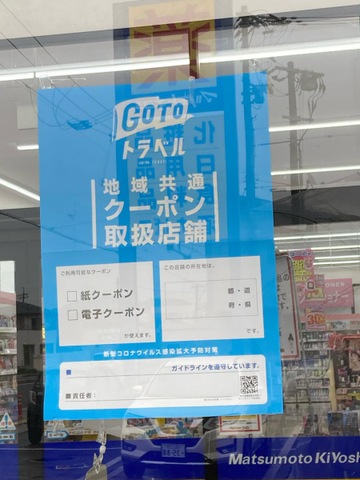 薬
GOTO
トラベル
地域共通
クーポン
取扱店舗
ご利用可能なクーポン
紙クーポン
電子クーポン
が使えます。
この店舗の所在地は、
都・道
府・県
です。
新型コロナウイルス感染拡大予防対策
ガイドラインを遵守しています。
責任者:
Matsumoto KiYosh